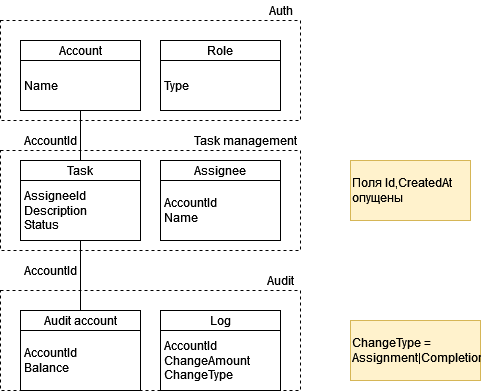 Auth
Account
Role
Name
Type
AccountId
Task management
Task
Assignee
AssigneeId
Description
Status
AccountId
Name
Поля Id,CreatedAt
опущены
AccountId
Audit
Audit account
Log
AccountId
Balance
AccountId
ChangeAmount
ChangeType
ChangeType =
Assignment|Completion